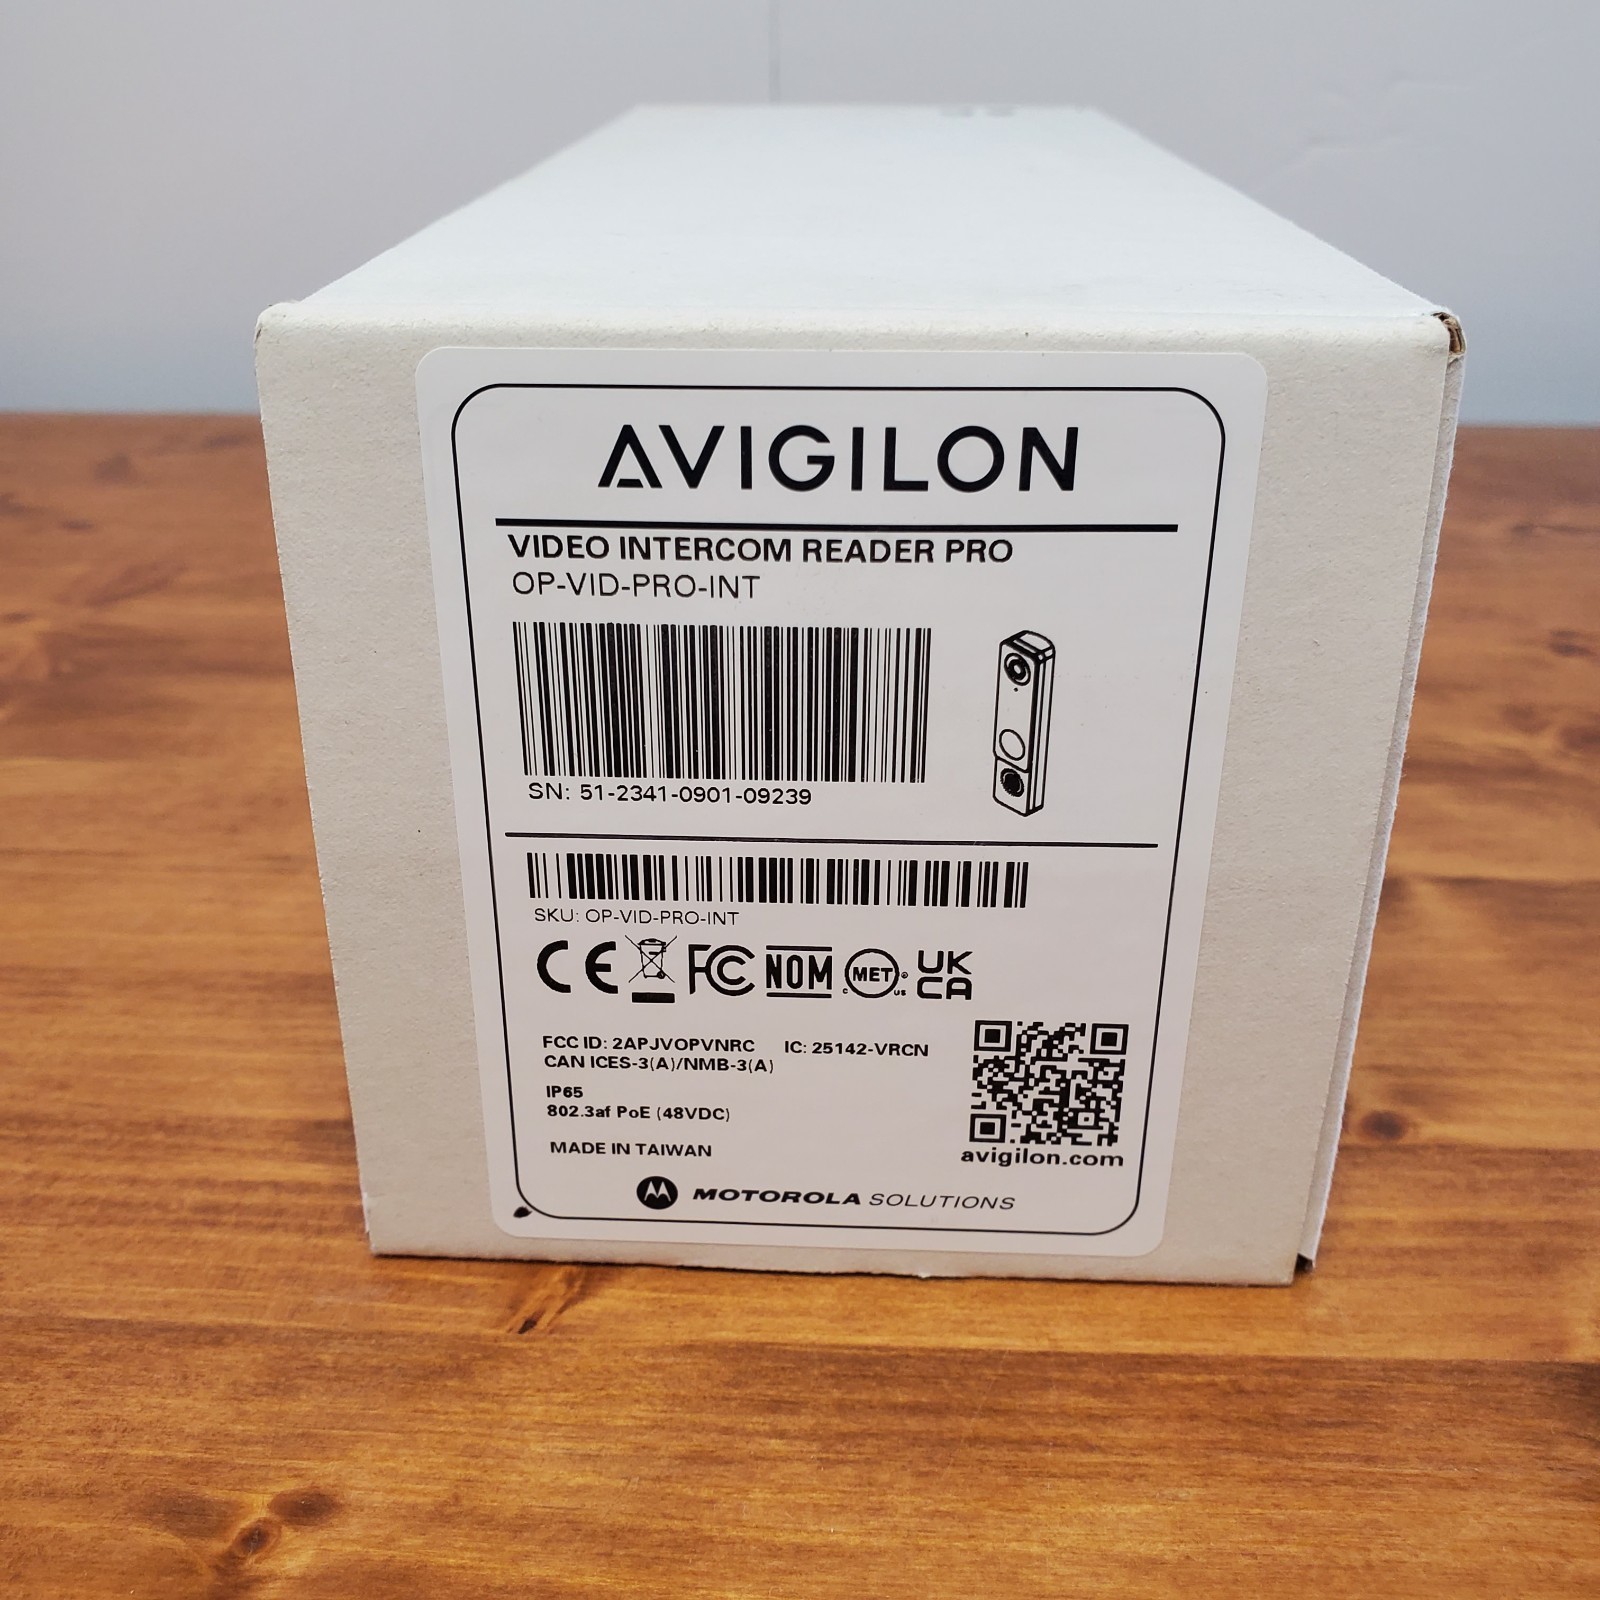 AVIGILON
VIDEO INTERCOM READER PRO
OP-VID-PRO-INT
SN: 51-2341-0901-09239
SKU: OP-VID-PRO-INT
CE FC NOM c MET® us UK CA
FCC ID: 2APJVOPVNRC IC: 25142-VRCN
CAN ICES-3(A)/NMB-3(A)
IP65
802.3af PoE (48VDC)
MADE IN TAIWAN
avigilon.com
MOTOROLA SOLUTIONS